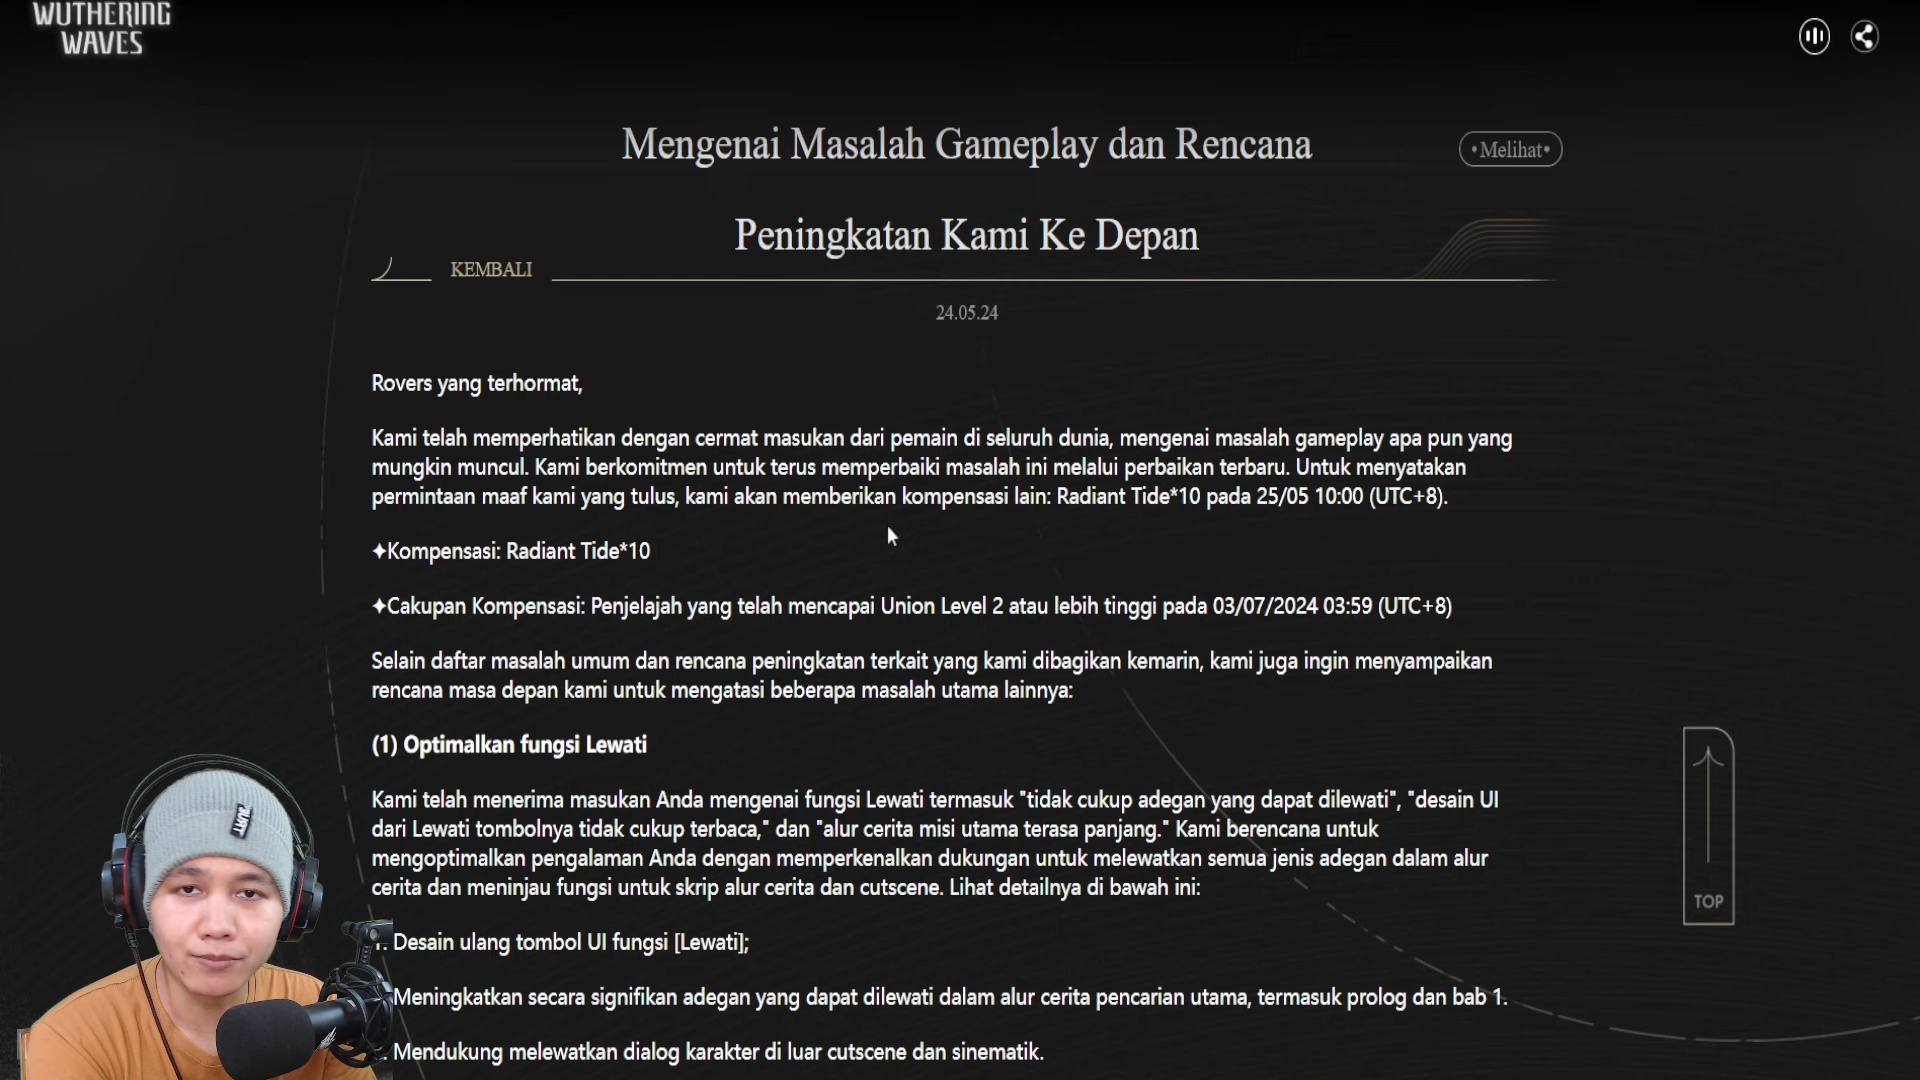 WUTHERING
WAVES
Mengenai Masalah Gameplay dan Rencana
•Melihat•
Peningkatan Kami Ke Depan
KEMBALI
24.05.24
Rovers yang terhormat,
Kami telah memperhatikan dengan cermat masukan dari pemain di seluruh dunia, mengenai masalah gameplay apa pun yang
mungkin muncul. Kami berkomitmen untuk terus memperbaiki masalah ini melalui perbaikan terbaru. Untuk menyatakan
permintaan maaf kami yang tulus, kami akan memberikan kompensasi lain: Radiant Tide*10 pada 25/05 10:00 (UTC+8).
✦Kompensasi: Radiant Tide*10
✦Cakupan Kompensasi: Penjelajah yang telah mencapai Union Level 2 atau lebih tinggi pada 03/07/2024 03:59 (UTC+8)
Selain daftar masalah umum dan rencana peningkatan terkait yang kami dibagikan kemarin, kami juga ingin menyampaikan
rencana masa depan kami untuk mengatasi beberapa masalah utama lainnya:
(1) Optimalkan fungsi Lewati
Kami telah menerima masukan Anda mengenai fungsi Lewati termasuk "tidak cukup adegan yang dapat dilewati", "desain UI
dari Lewati tombolnya tidak cukup terbaca," dan "alur cerita misi utama terasa panjang." Kami berencana untuk
mengoptimalkan pengalaman Anda dengan memperkenalkan dukungan untuk melewatkan semua jenis adegan dalam alur
cerita dan meninjau fungsi untuk skrip alur cerita dan cutscene. Lihat detailnya di bawah ini:
TOP
1. Desain ulang tombol UI fungsi [Lewati];
Meningkatkan secara signifikan adegan yang dapat dilewati dalam alur cerita pencarian utama, termasuk prolog dan bab 1.
Mendukung melewatkan dialog karakter di luar cutscene dan sinematik.